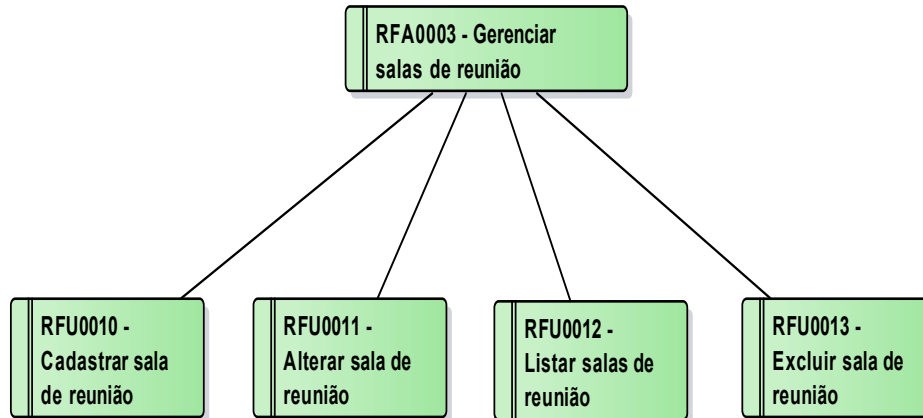 RFA0003 - Gerenciar
salas de reunião
RFU0010 -
Cadastrar sala
de reunião
RFU0011 -
Alterar sala de
reunião
RFU0012 -
Listar salas de
reunião
RFU0013 -
Excluir sala de
reunião